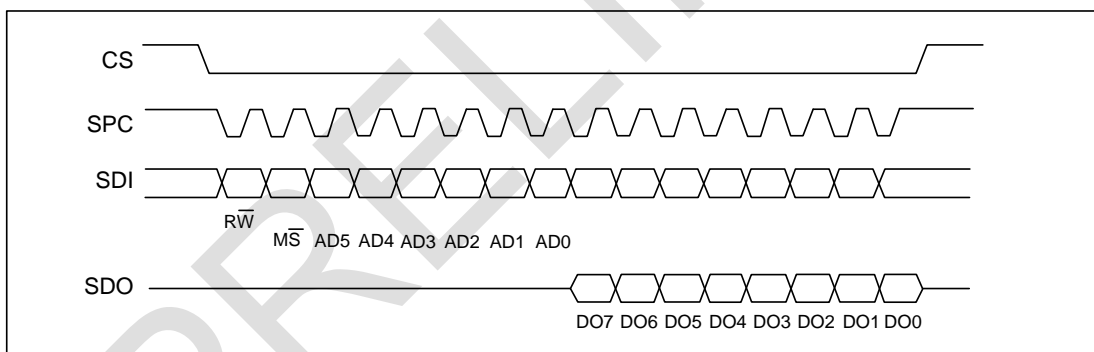 CS
SPC
SDI
RW̅
MS̅ AD5 AD4 AD3 AD2 AD1 AD0
SDO
DO7 DO6 DO5 DO4 DO3 DO2 DO1 DO0
PRELI